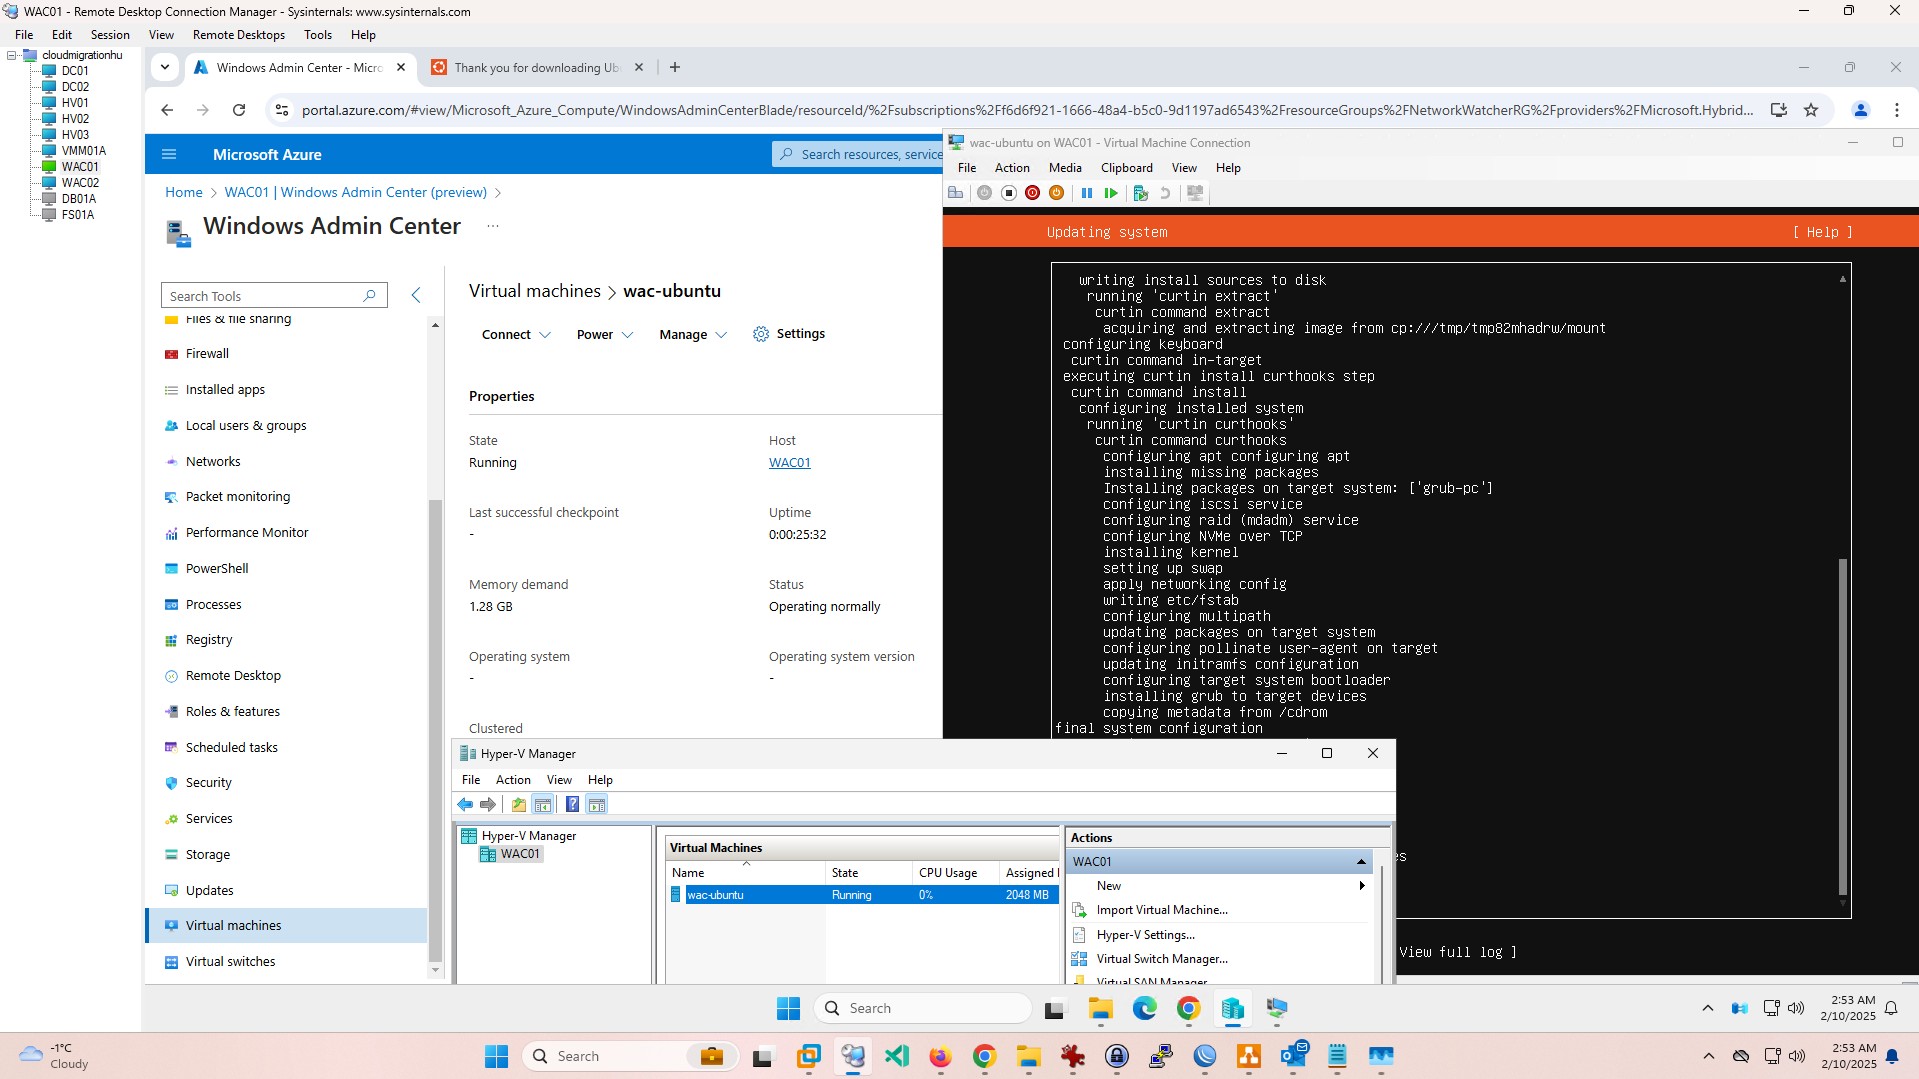 WAC01 - Remote Desktop Connection Manager - Sysinternals: www.sysinternals.com
File Edit Session View Remote Desktops Tools Help
cloudmigrationhu
DC01
DC02
HV01
HV02
HV03
VMM01A
WAC01
WAC02
DB01A
FS01A
Windows Admin Center - Micro
Thank you for downloading Ub
portal.azure.com/#view/Microsoft_Azure_Compute/WindowsAdminCenterBlade/resourceId/%2Fsubscriptions%2Ff6d6f921-1666-48a4-b5c0-9d1197ad6543%2FresourceGroups%2FNetworkWatcherRG%2Fproviders%2FMicrosoft.Hybrid...
Microsoft Azure
Search resources, service
Home > WAC01 | Windows Admin Center (preview) >
Windows Admin Center ...
Search Tools
Files & file sharing
Firewall
Installed apps
Local users & groups
Networks
Packet monitoring
Performance Monitor
PowerShell
Processes
Registry
Remote Desktop
Roles & features
Scheduled tasks
Security
Services
Storage
Updates
Virtual machines
Virtual switches
Virtual machines > wac-ubuntu
Connect Power Manage Settings
Properties
State Host
Running WAC01
Last successful checkpoint Uptime
- 0:00:25:32
Memory demand Status
1.28 GB Operating normally
Operating system Operating system version
- -
Clustered
wac-ubuntu on WAC01 - Virtual Machine Connection
File Action Media Clipboard View Help
Updating system [ Help ]
writing install sources to disk
running 'curtin extract'
curtin command extract
acquiring and extracting image from cp:///tmp/tmp82mhadrw/mount
configuring keyboard
curtin command in-target
executing curtin install curthooks step
curtin command install
configuring installed system
running 'curtin curthooks'
curtin command curthooks
configuring apt configuring apt
installing missing packages
Installing packages on target system: ['grub-pc']
configuring iscsi service
configuring raid (mdadm) service
configuring NVMe over TCP
installing kernel
setting up swap
apply networking config
writing etc/fstab
configuring multipath
updating packages on target system
configuring pollinate user-agent on target
updating initramfs configuration
configuring target system bootloader
installing grub to target devices
copying metadata from /cdrom
final system configuration
es
View full log ]
Hyper-V Manager
File Action View Help
Hyper-V Manager
WAC01
Virtual Machines
Name State CPU Usage Assigned
wac-ubuntu Running 0% 2048 MB
Actions
WAC01
New
Import Virtual Machine...
Hyper-V Settings...
Virtual Switch Manager...
Virtual SAN Manager
Search
2:53 AM
2/10/2025
-1°C
Cloudy
Search
2:53 AM
2/10/2025